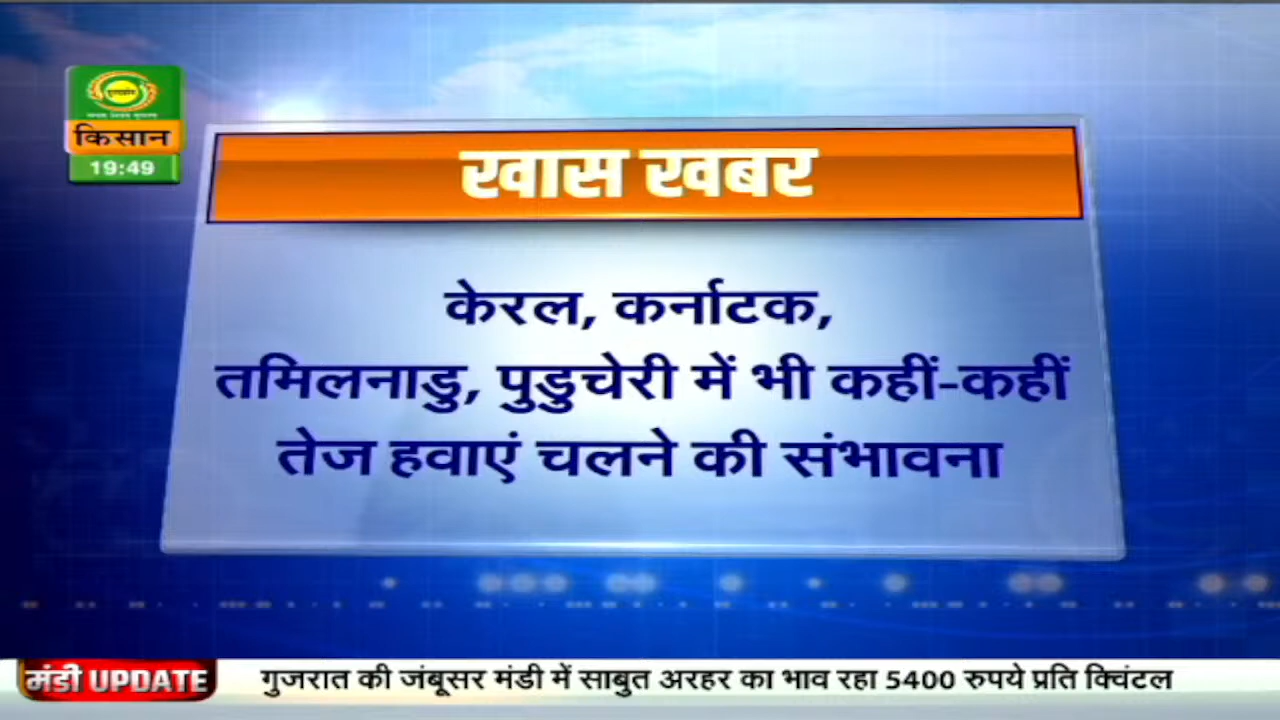 किसान
19:49
खास खबर
केरल, कर्नाटक,
तमिलनाडु, पुडुचेरी में भी कहीं-कहीं
तेज हवाएं चलने की संभावना
मंडी UPDATE
गुजरात की जंबूसर मंडी में साबुत अरहर का भाव रहा 5400 रुपये प्रति क्विंटल